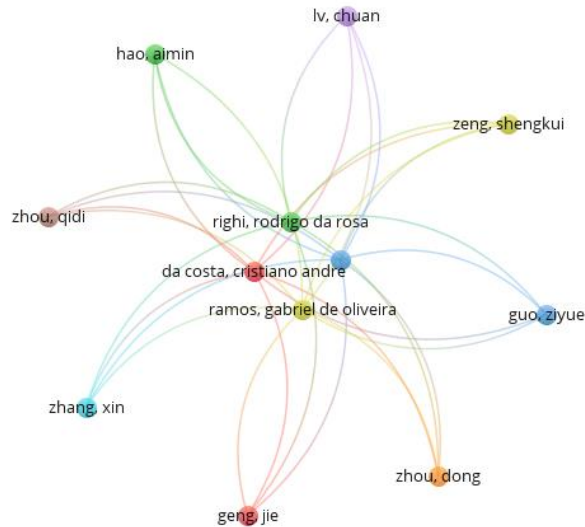 lv, chuan
hao, aimin
zeng, shengkui
zhou, qidi
righi, rodrigo da rosa
da costa, cristiano andre
ramos, gabriel de oliveira
guo, ziyue
zhang, xin
zhou, dong
geng, jie